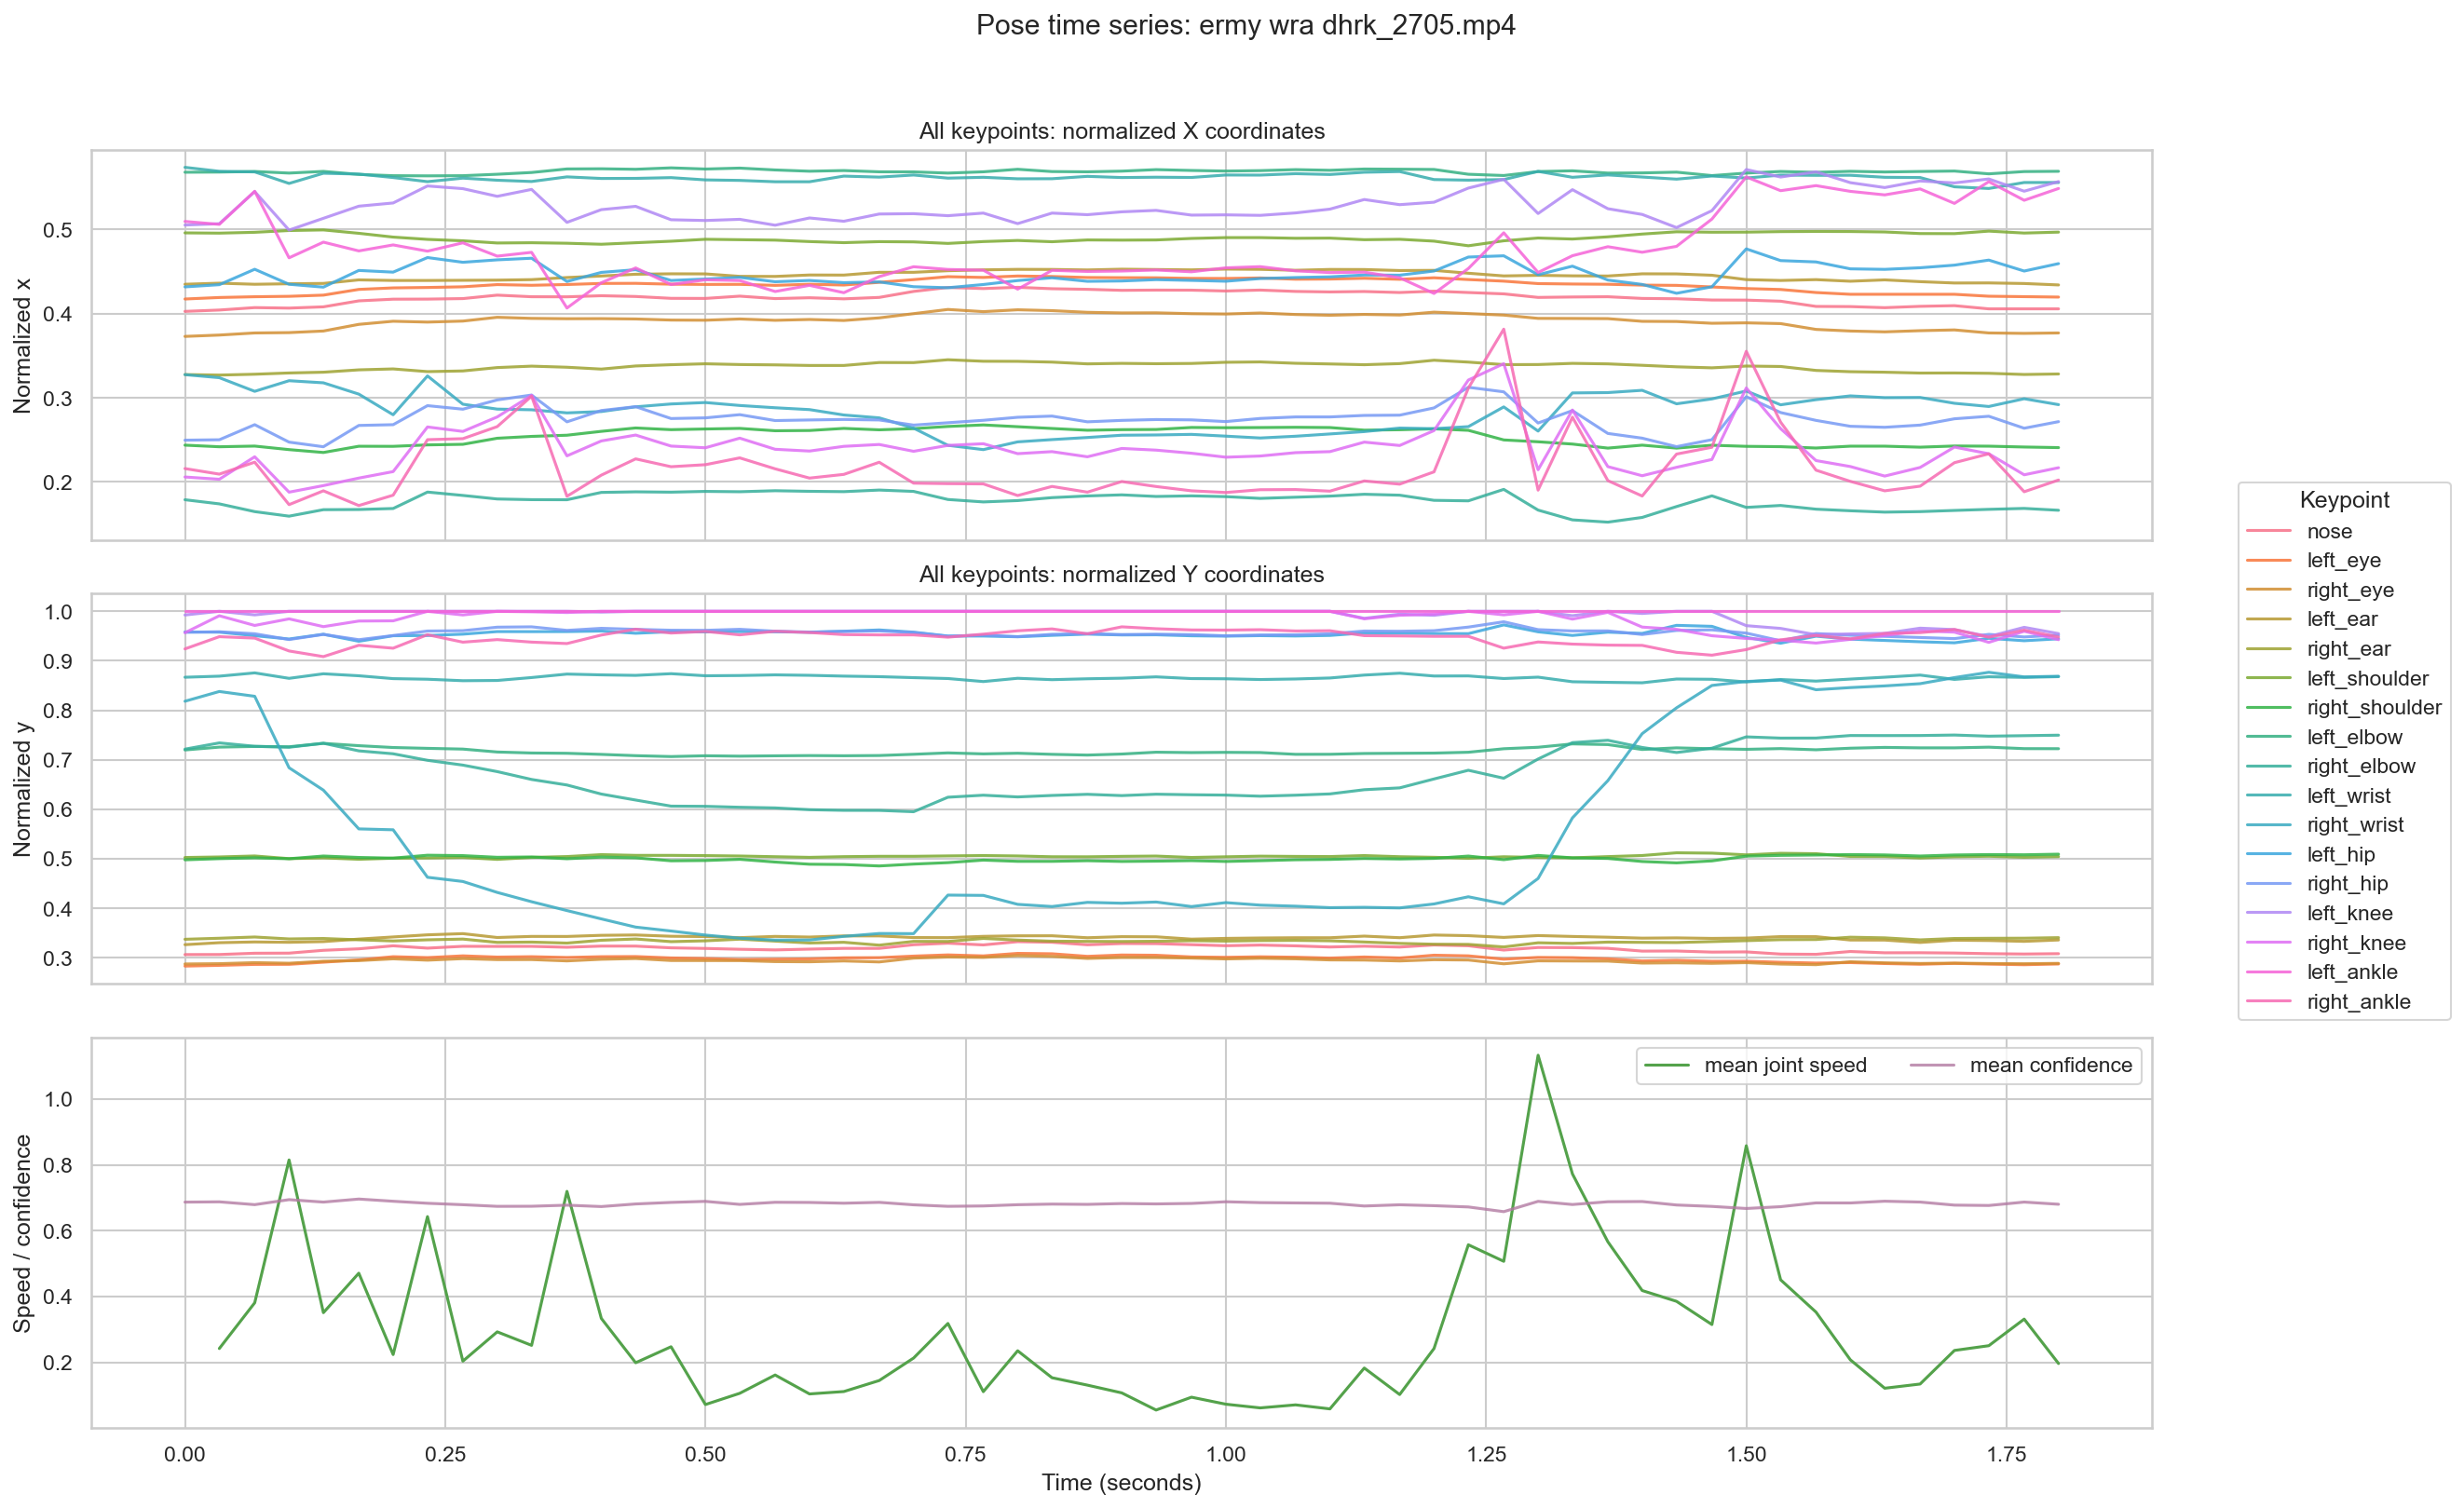 Pose time series: ermy wra dhrk_2705.mp4
All keypoints: normalized X coordinates
Normalized x
0.5
0.4
0.3
0.2
All keypoints: normalized Y coordinates
Normalized y
1.0
0.9
0.8
0.7
0.6
0.5
0.4
0.3
Keypoint
nose
left_eye
right_eye
left_ear
right_ear
left_shoulder
right_shoulder
left_elbow
right_elbow
left_wrist
right_wrist
left_hip
right_hip
left_knee
right_knee
left_ankle
right_ankle
mean joint speed mean confidence
Speed / confidence
1.0
0.8
0.6
0.4
0.2
0.00 0.25 0.50 0.75 1.00 1.25 1.50 1.75
Time (seconds)